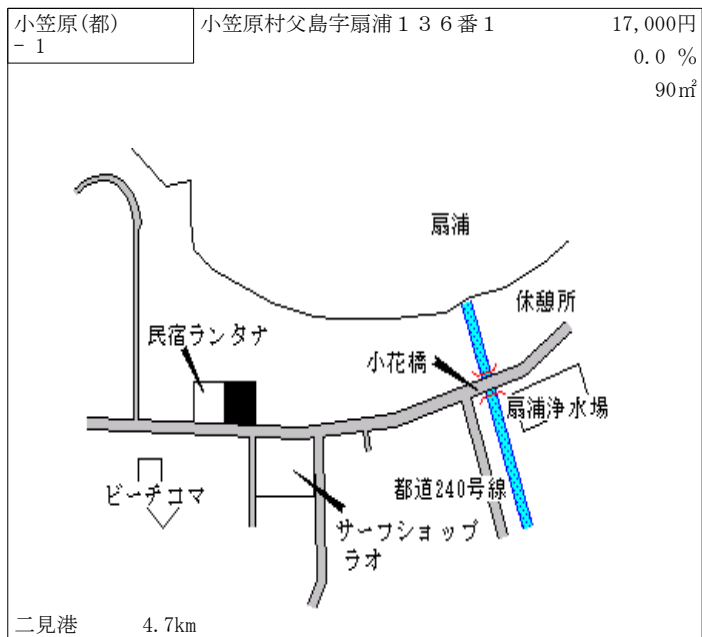 小笠原(都)
- 1
小笠原村父島字扇浦１３６番１
17,000円
0.0 %
90㎡
扇浦
休憩所
民宿ランタナ
小花橋
扇浦浄水場
都道240号線
ビーチコマ
サーフショップ
ラオ
二見港 4.7km